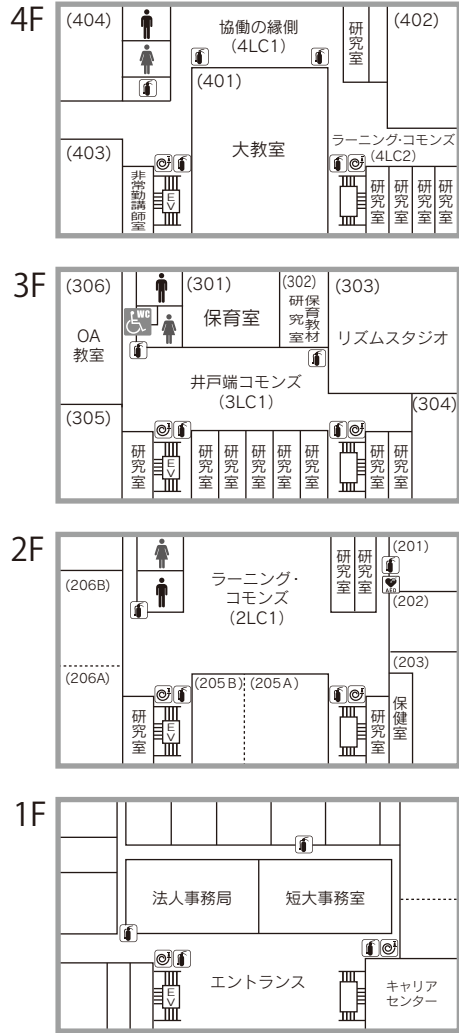 4F
(404)
協働の縁側
(4LC1)
研究室
(402)
(401)
大教室
ラーニング・コモンズ
(4LC2)
(403)
非常勤講師室
EV
研究室
研究室
研究室
研究室
3F
(306)
OA
教室
WC
(301)
保育室
(302)
保育教材
研究室
(303)
リズムスタジオ
井戸端コモンズ
(3LC1)
(304)
(305)
研究室
EV
研究室
研究室
研究室
研究室
研究室
研究室
研究室
2F
(206B)
ラーニング・
コモンズ
(2LC1)
研究室
研究室
(201)
AED
(202)
(206A)
(203)
(205B)
(205A)
研究室
EV
研究室
保健室
1F
法人事務局
短大事務室
エントランス
EV
キャリア
センター